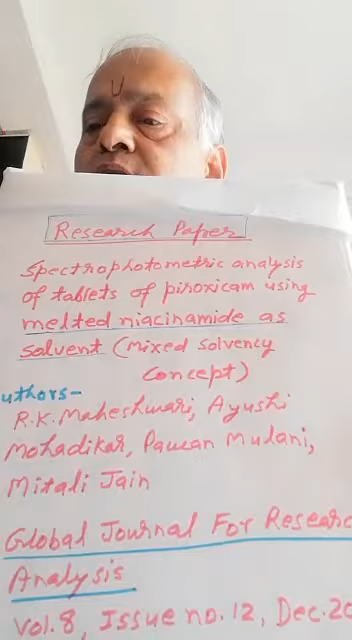 Research Paper
Spectrophotometric analysis
of tablets of piroxicam using
melted niacinamide as
solvent (mixed solvency
concept)
uthors-
R.K. Maheshwari, Ayushi
Mohadikar, Pawan Mulani,
Mitali Jain
Global Journal For Researc
Analysis
Vol. 8, Issue no. 12, Dec. 20